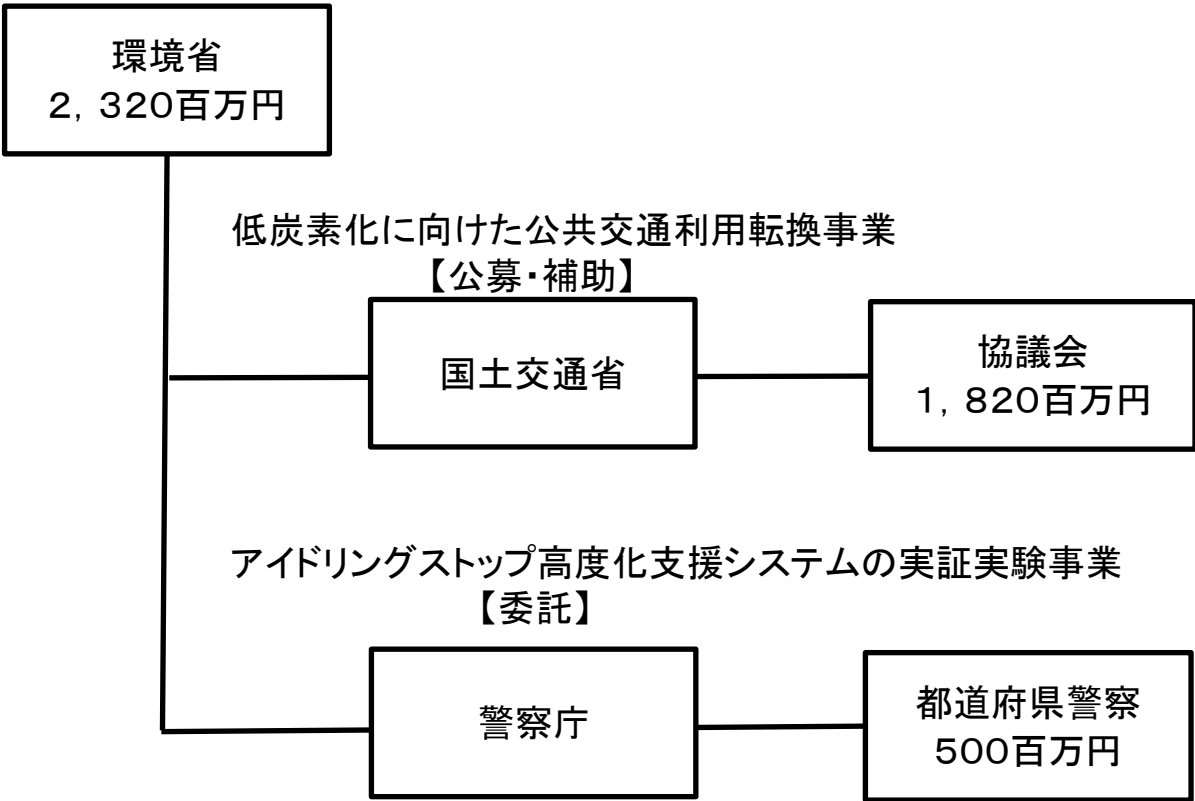 環境省
２，３２０百万円
低炭素化に向けた公共交通利用転換事業
【公募・補助】
国土交通省
協議会
１，８２０百万円
アイドリングストップ高度化支援システムの実証実験事業
【委託】
警察庁
都道府県警察
５００百万円